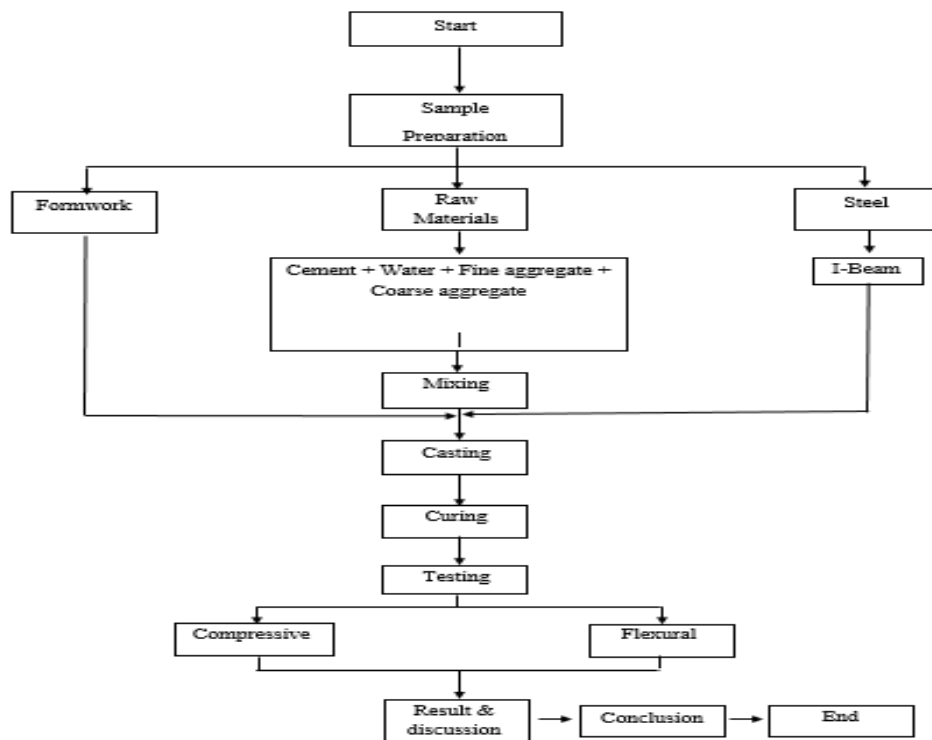 Start
Sample
Preparation
Formwork
Raw
Materials
Steel
Cement + Water + Fine aggregate +
Coarse aggregate
I-Beam
Mixing
Casting
Curing
Testing
Compressive
Flexural
Result &
discussion
Conclusion
End